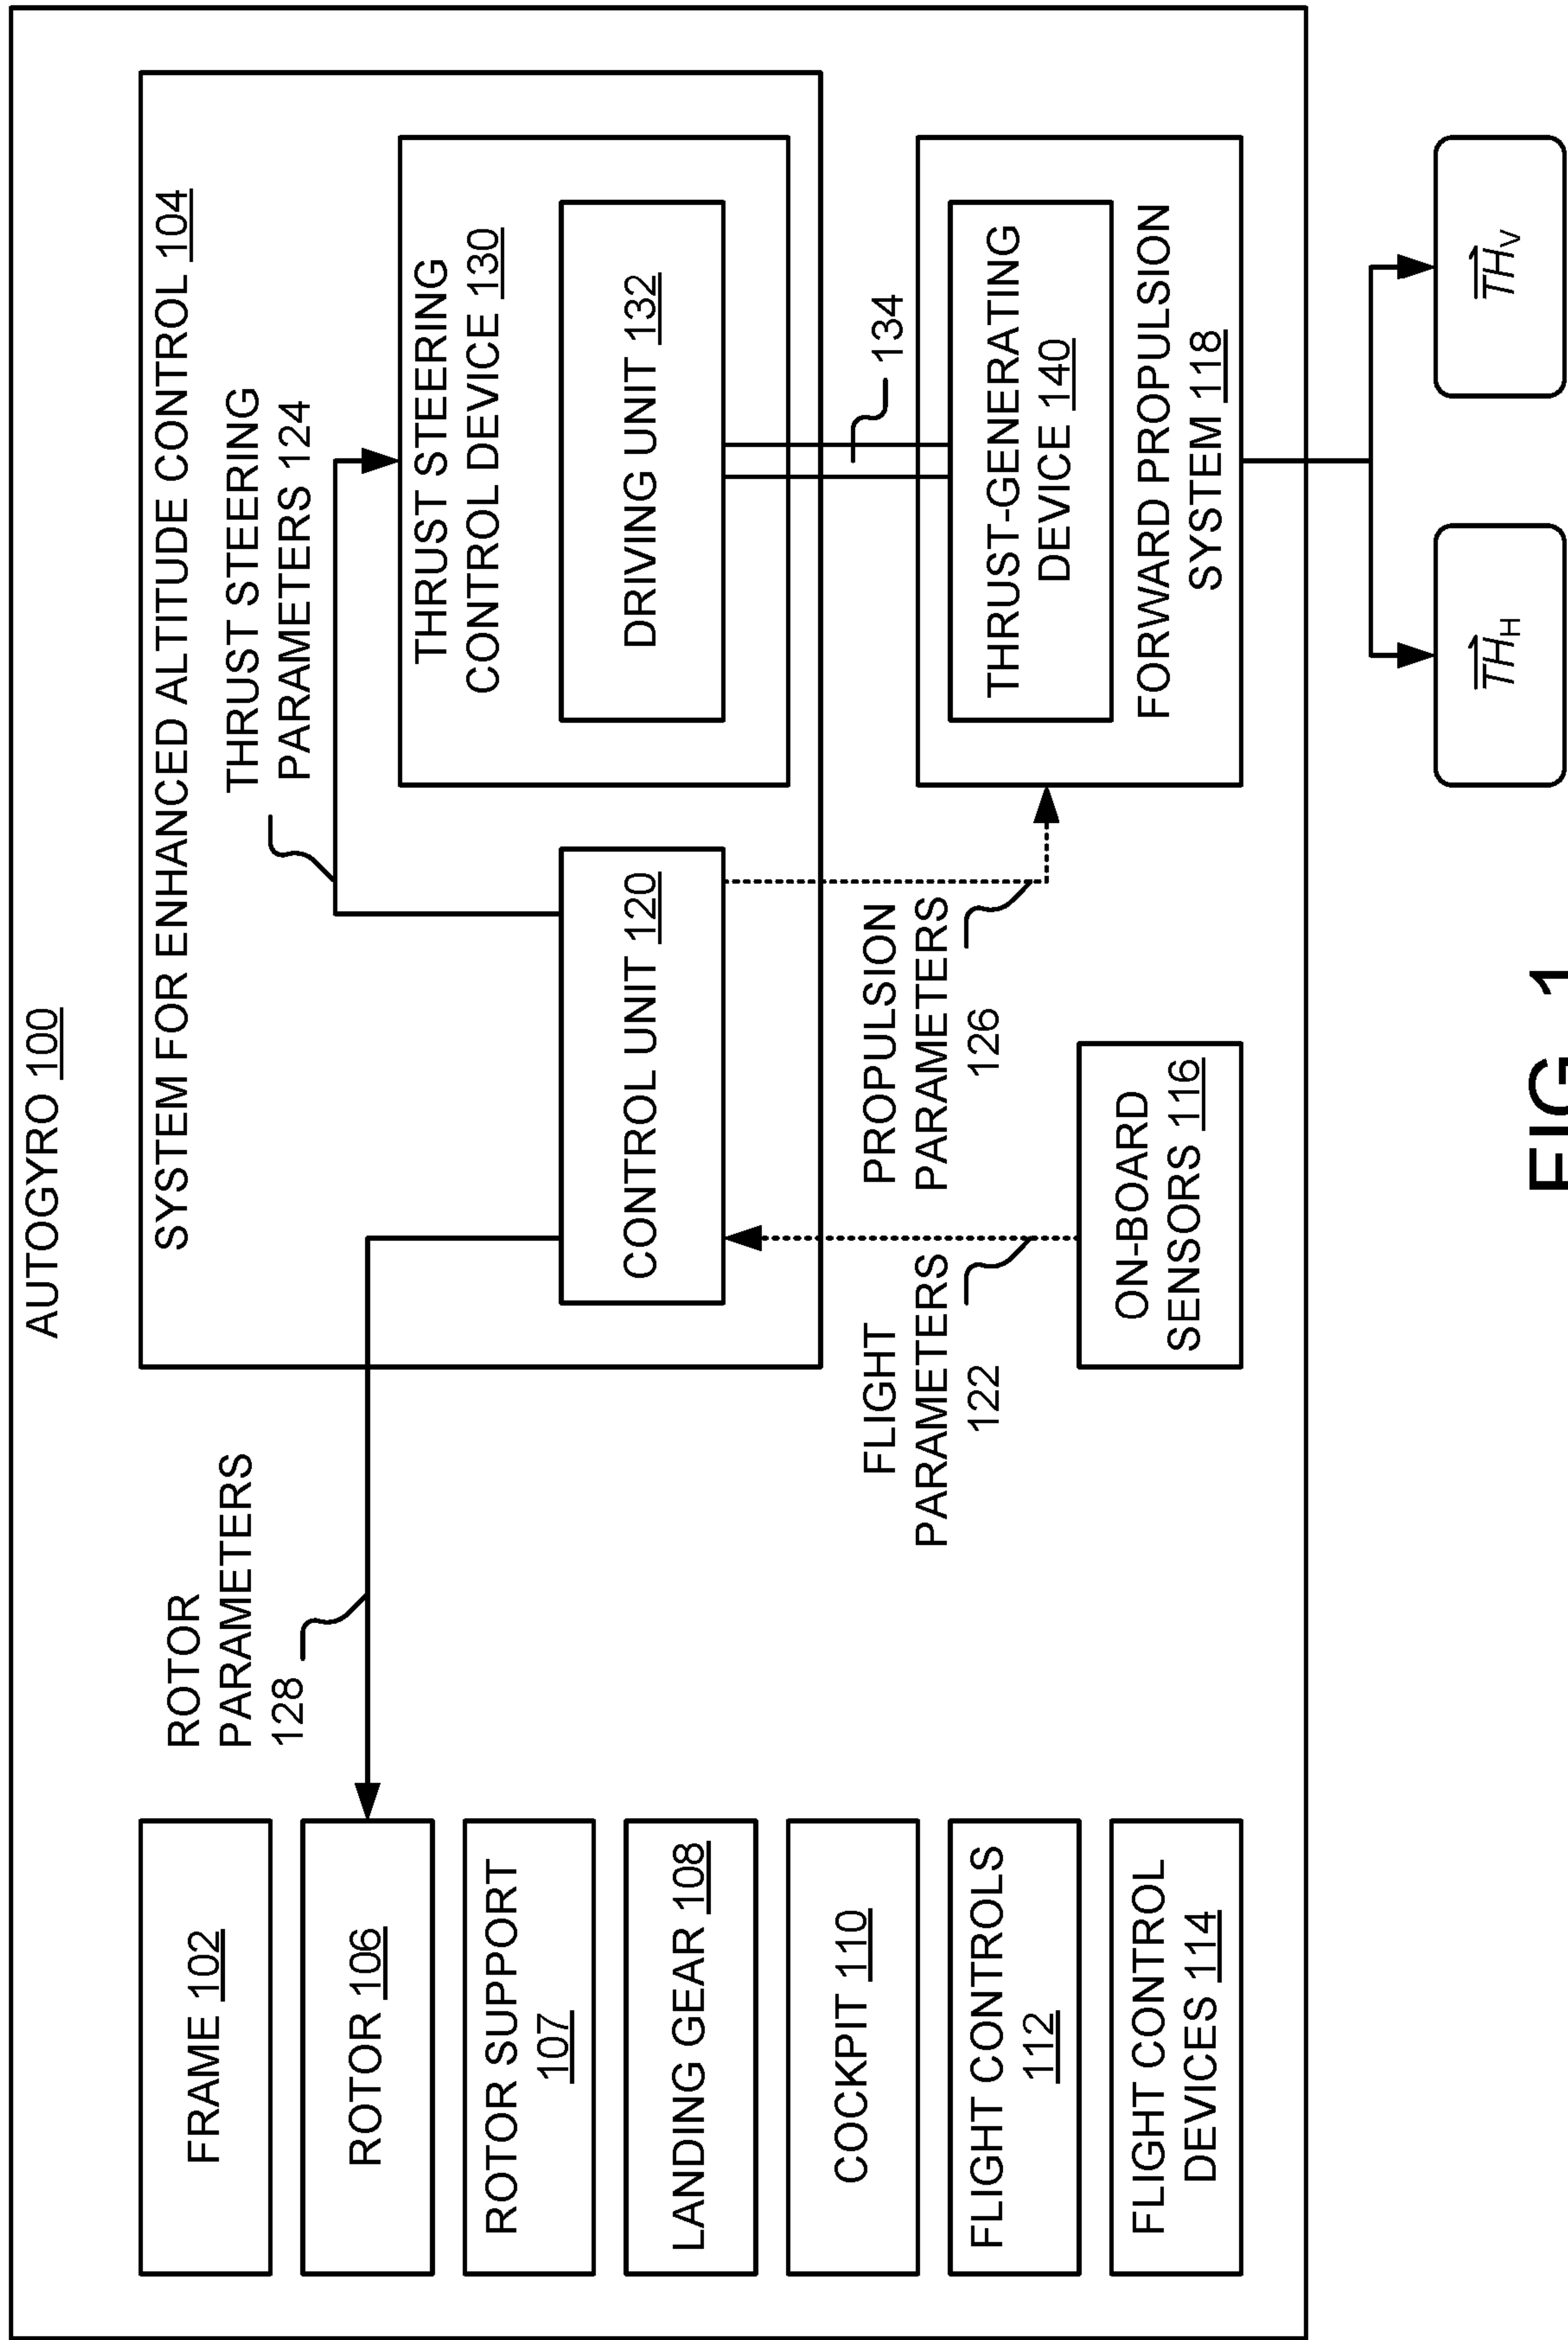 AUTOGYRO 100
SYSTEM FOR ENHANCED ALTITUDE CONTROL 104
FRAME 102
ROTOR 106
ROTOR SUPPORT
107
LANDING GEAR 108
COCKPIT 110
FLIGHT CONTROLS
112
FLIGHT CONTROL
DEVICES 114
ROTOR
PARAMETERS
128
THRUST STEERING
PARAMETERS 124
CONTROL UNIT 120
THRUST STEERING
CONTROL DEVICE 130
DRIVING UNIT 132
134
FLIGHT
PARAMETERS
122
PROPULSION
PARAMETERS
126
ON-BOARD
SENSORS 116
THRUST-GENERATING
DEVICE 140
FORWARD PROPULSION
SYSTEM 118
TH⃗H
TH⃗V
FIG. 1